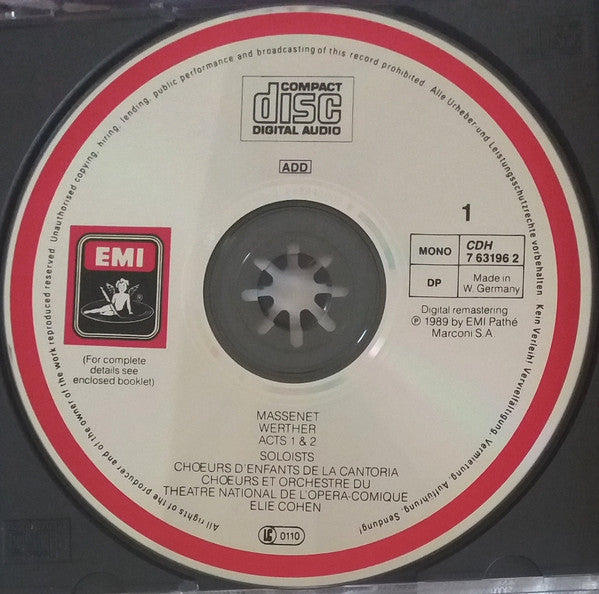 All rights of the producer and of the owner of the work reproduced reserved. Unauthorised copying, hiring, lending, public performance and broadcasting of this record prohibited. Alle Urheber-und Leistungsschutzrechte vorbehalten. Kein Verleih! Vervielfältigung, Vermietung, Aufführung, Sendung!
COMPACT
disc
DIGITAL AUDIO
ADD
1
MONO
CDH
7 63196 2
DP
Made in
W. Germany
EMI
(For complete
details see
enclosed booklet)
Digital remastering
℗ 1989 by EMI Pathé
Marconi S.A.
MASSENET
WERTHER
ACTS 1 & 2
SOLOISTS
CHŒURS D'ENFANTS DE LA CANTORIA
CHŒURS ET ORCHESTRE DU
THEATRE NATIONAL DE L'OPERA-COMIQUE
ELIE COHEN
LC 0110